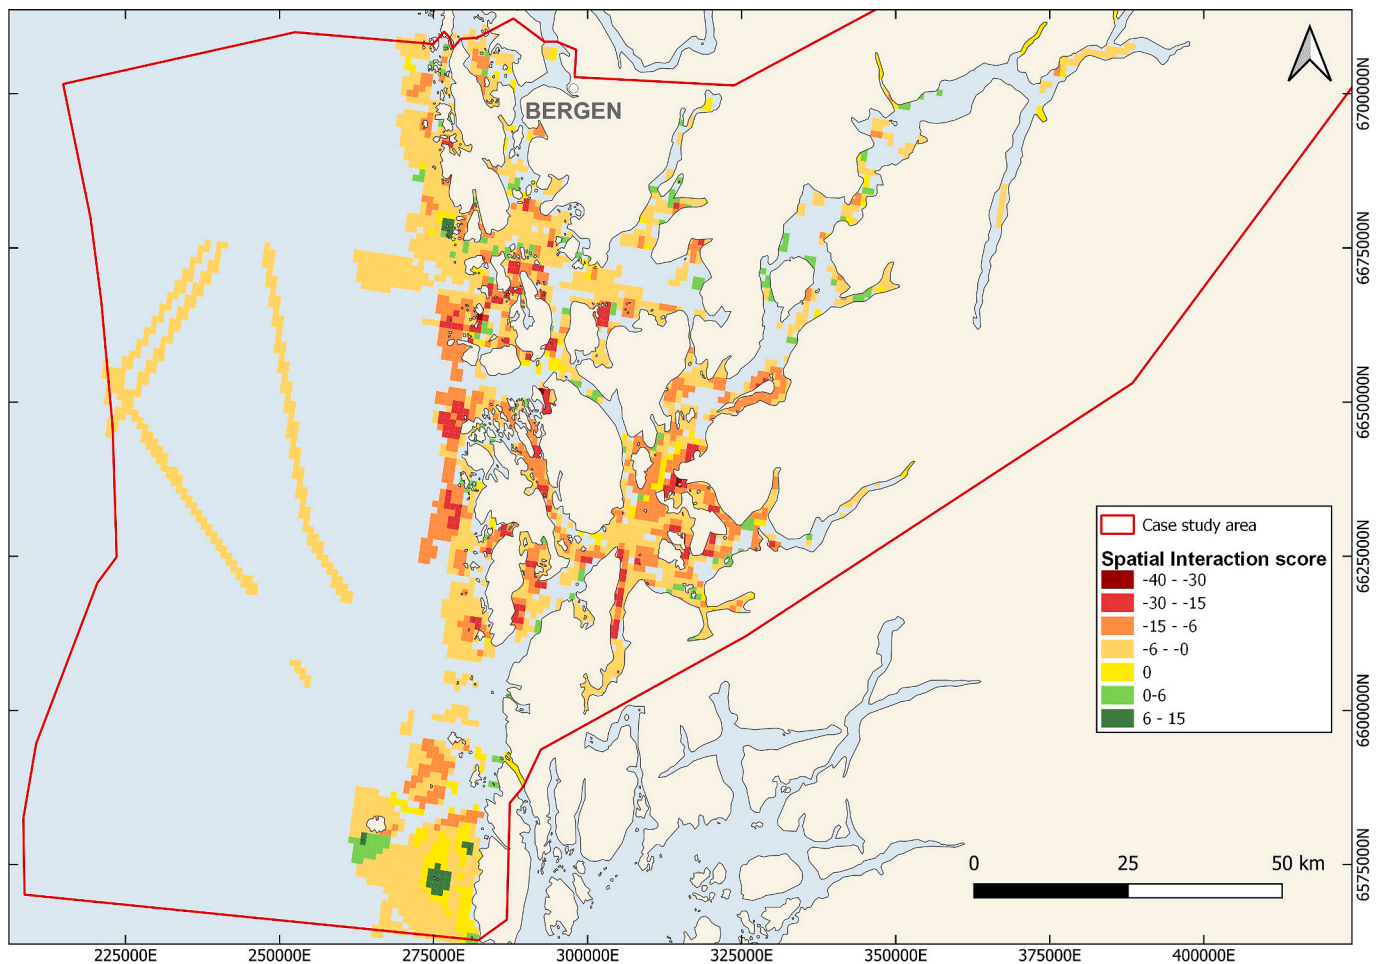 BERGEN
6700000N
6675000N
6650000N
6625000N
6600000N
6575000N
Case study area
Spatial Interaction score
-40 - -30
-30 - -15
-15 - -6
-6 - -0
0
0-6
6 - 15
0 25 50 km
225000E 250000E 275000E 300000E 325000E 350000E 375000E 400000E